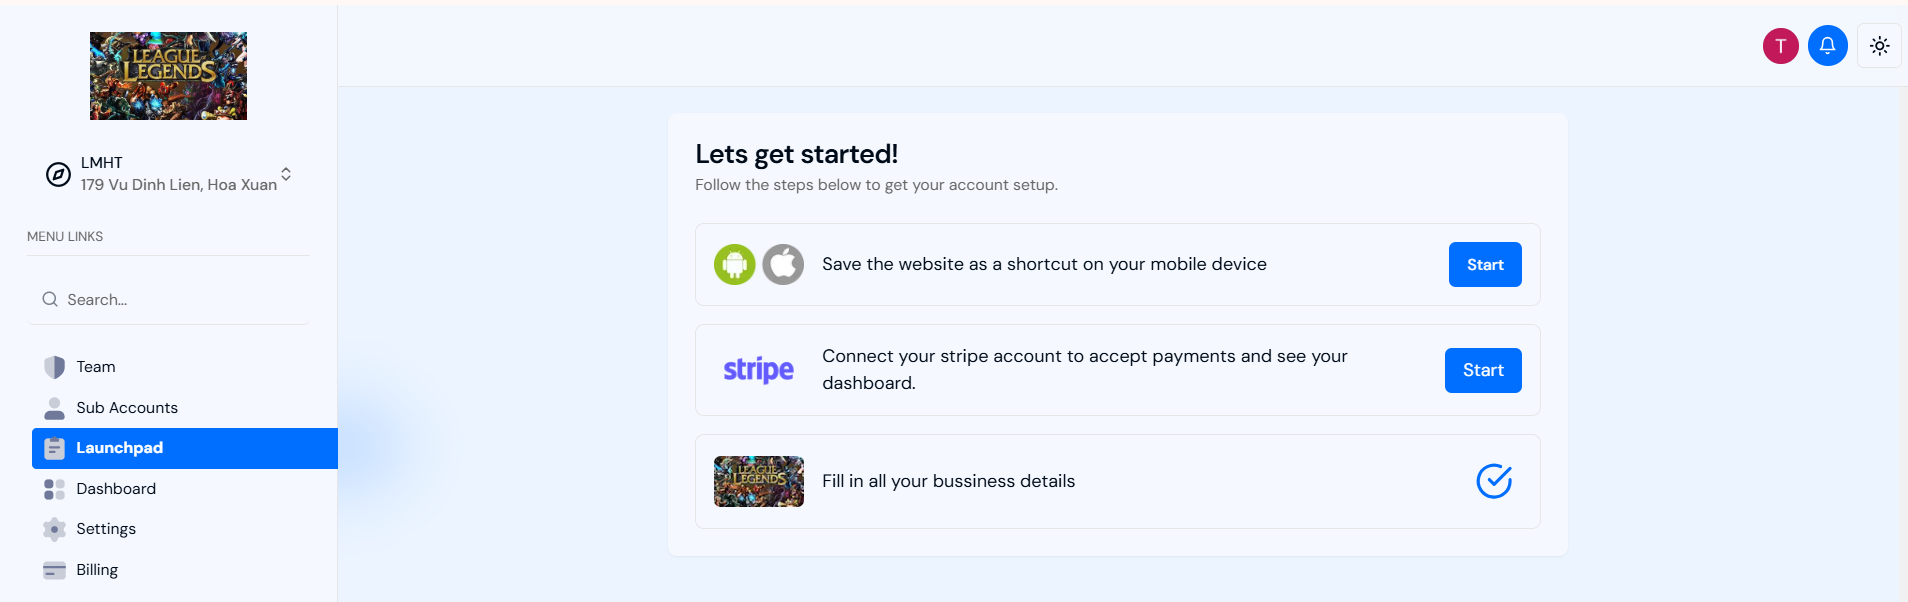 LEAGUE
LEGENDS
LMHT
179 Vu Dinh Lien, Hoa Xuan
MENU LINKS
Search...
Team
Sub Accounts
Launchpad
Dashboard
Settings
Billing
T
Lets get started!
Follow the steps below to get your account setup.
Save the website as a shortcut on your mobile device
Start
stripe
Connect your stripe account to accept payments and see your
dashboard.
Start
LEAGUE
LEGENDS
Fill in all your bussiness details